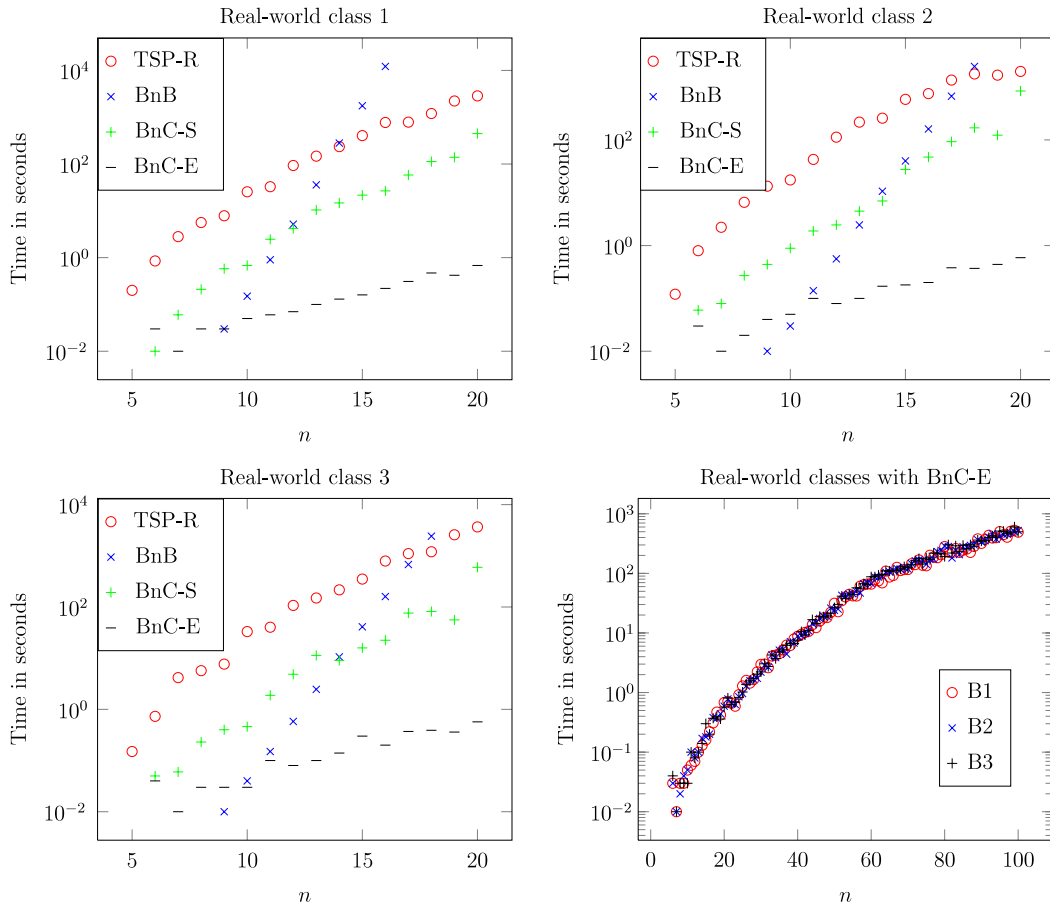 Real-world class 1
Time in seconds
10^4
10^2
10^0
10^−2
TSP-R
BnB
BnC-S
BnC-E
5 10 15 20
n
Real-world class 2
Time in seconds
10^2
10^0
10^−2
TSP-R
BnB
BnC-S
BnC-E
5 10 15 20
n
Real-world class 3
Time in seconds
10^4
10^2
10^0
10^−2
TSP-R
BnB
BnC-S
BnC-E
5 10 15 20
n
Real-world classes with BnC-E
Time in seconds
10^3
10^2
10^1
10^0
10^−1
10^−2
B1
B2
B3
0 20 40 60 80 100
n